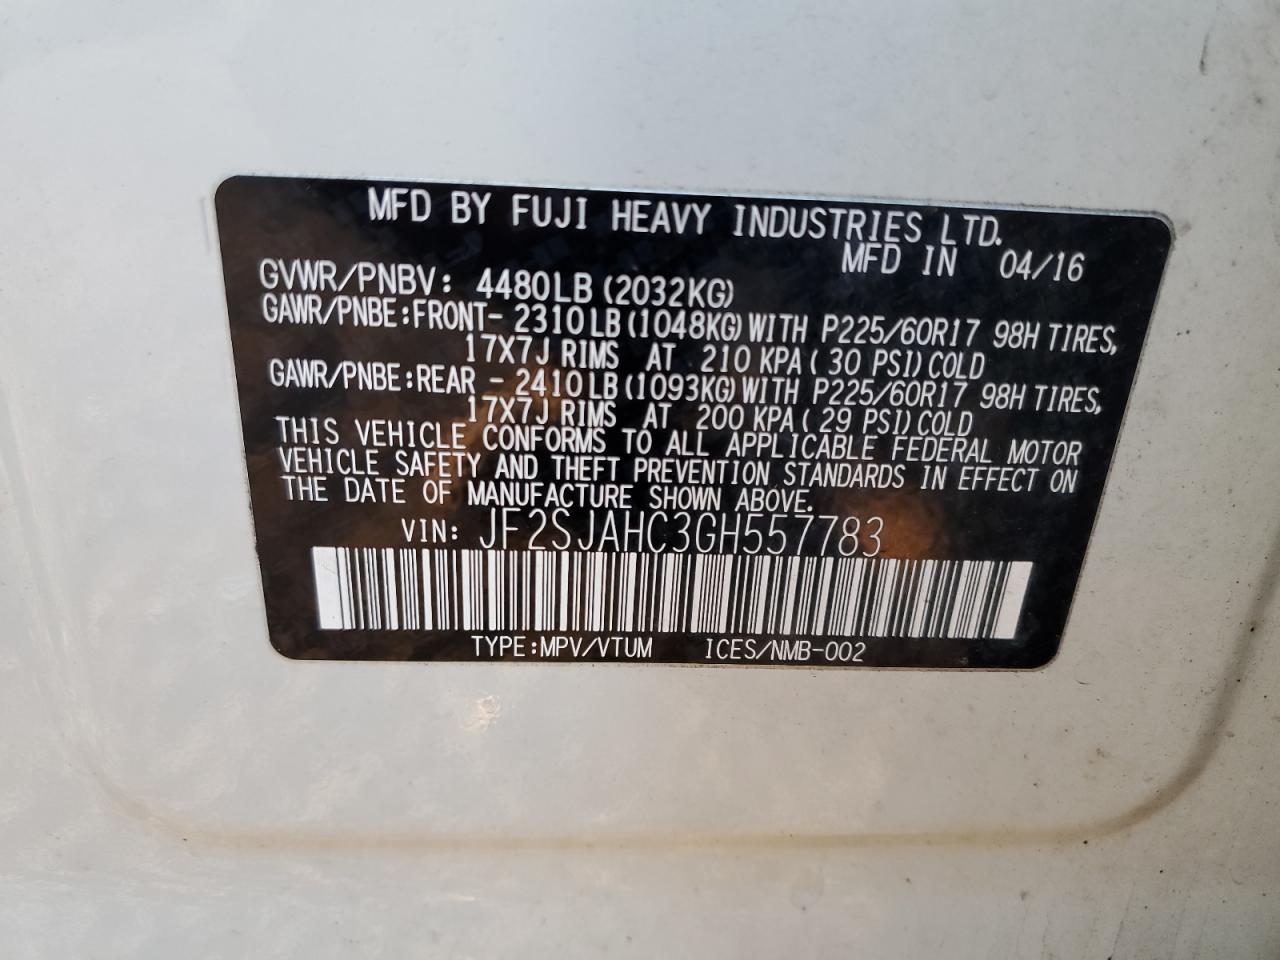 MFD BY FUJI HEAVY INDUSTRIES LTD.
MFD IN 04/16
GVWR/PNBV: 4480LB (2032KG)
GAWR/PNBE:FRONT- 2310LB(1048KG)WITH P225/60R17 98H TIRES,
17X7J RIMS AT 210 KPA( 30 PSI)COLD
GAWR/PNBE:REAR - 2410LB(1093KG)WITH P225/60R17 98H TIRES,
17X7J RIMS AT 200 KPA( 29 PSI)COLD
THIS VEHICLE CONFORMS TO ALL APPLICABLE FEDERAL MOTOR
VEHICLE SAFETY AND THEFT PREVENTION STANDARDS IN EFFECT ON
THE DATE OF MANUFACTURE SHOWN ABOVE.
VIN: JF2SJAHC3GH557783
TYPE:MPV/VTUM ICES/NMB-002